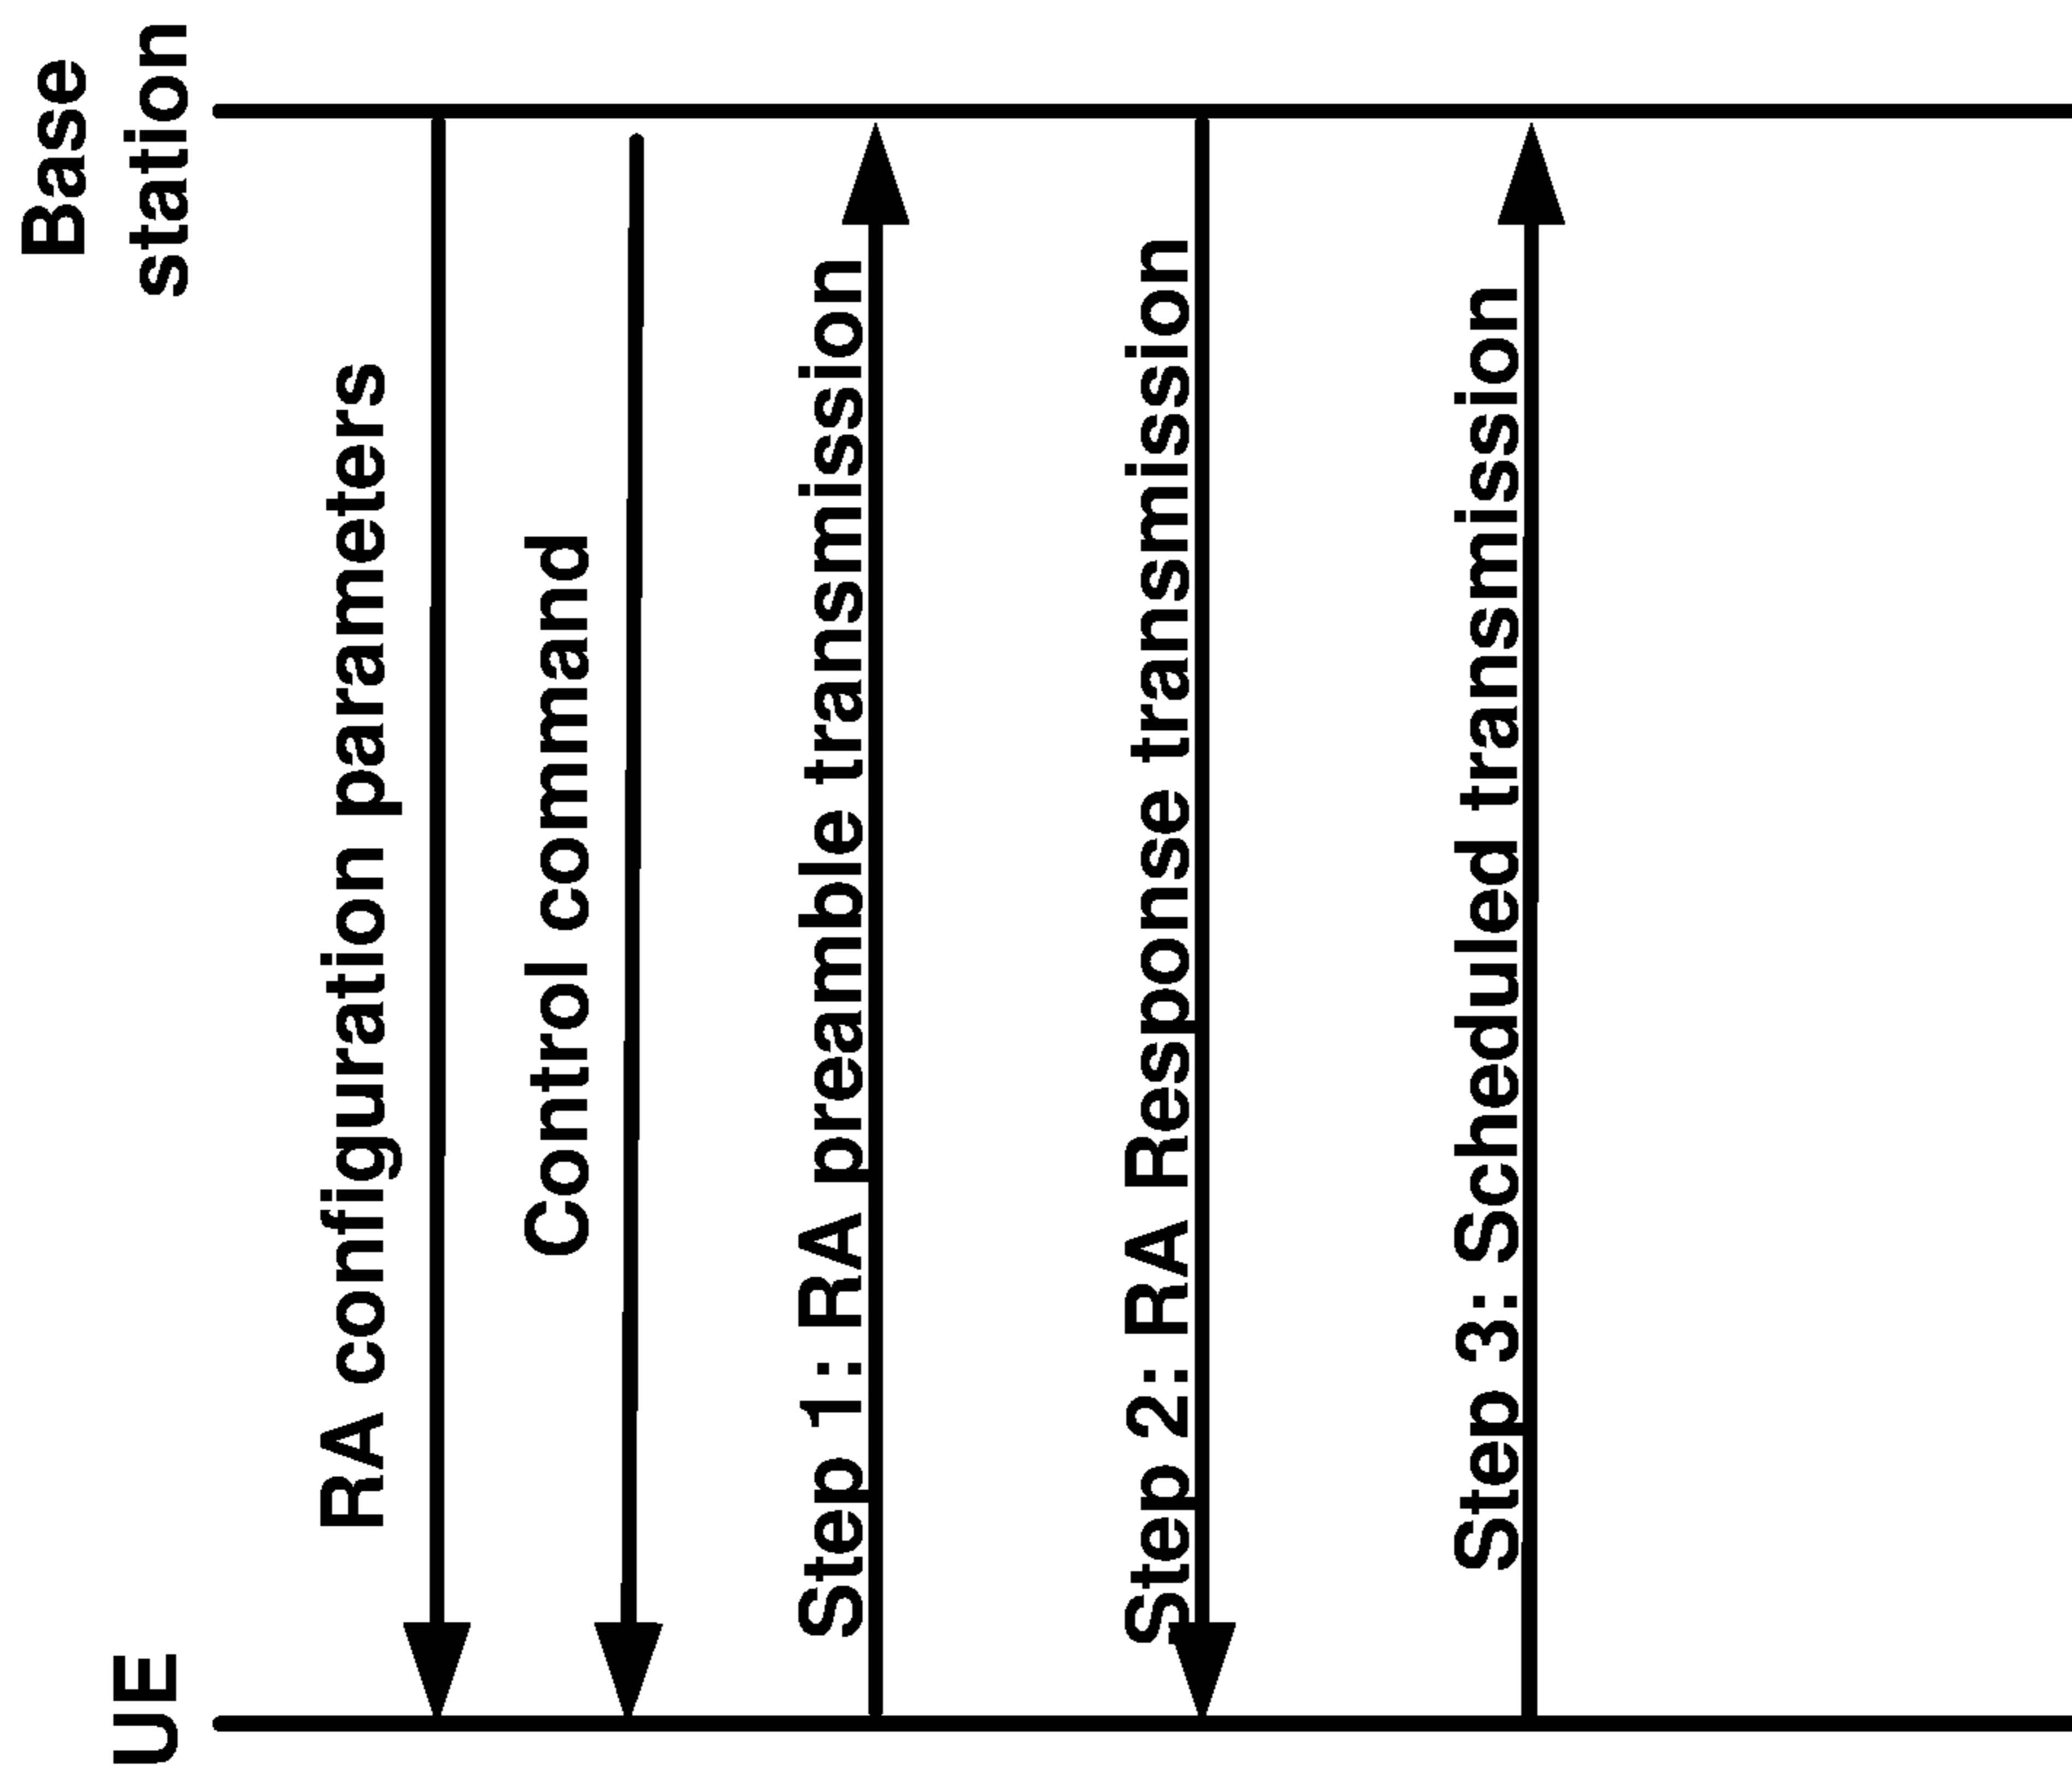 UE
Base
station
RA configuration parameters
Control command
Step 1: RA preamble transmission
Step 2: RA Response transmission
Step 3: Scheduled transmission